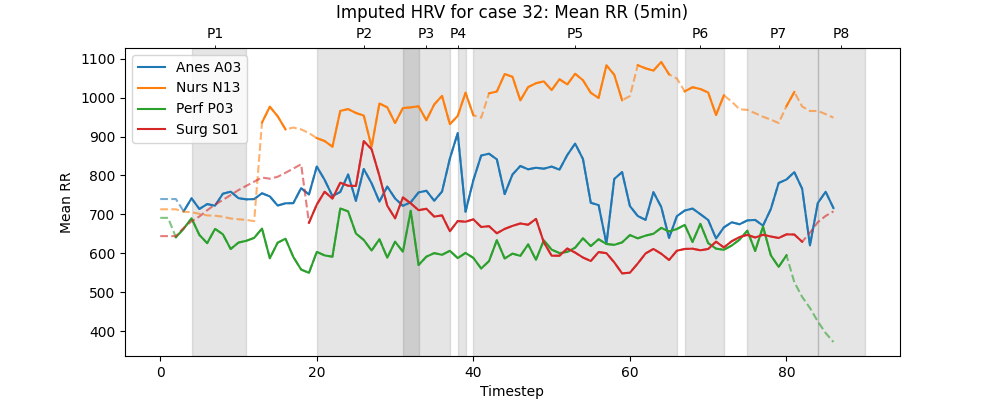 Imputed HRV for case 32: Mean RR (5min)
P1 P2 P3 P4 P5 P6 P7 P8
Anes A03
Nurs N13
Perf P03
Surg S01
Mean RR
1100
1000
900
800
700
600
500
400
0 20 40 60 80
Timestep